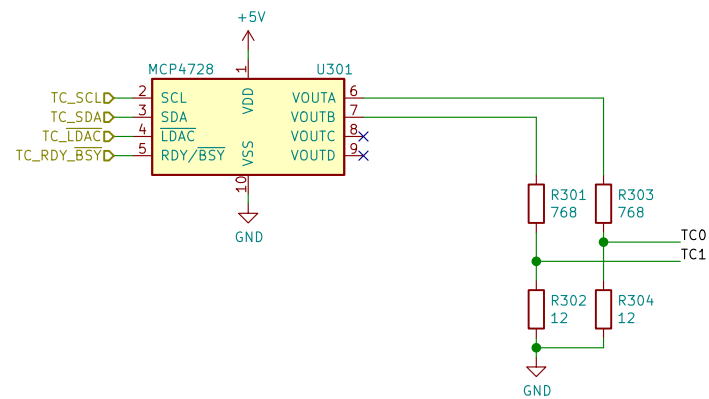 +5V
MCP4728 U301
TC_SCL 2 SCL
TC_SDA 3 SDA
TC_LDAC 4 LDAC
TC_RDY_BSY 5 RDY/BSY
1 VDD
VSS 10
VOUTA 6
VOUTB 7
VOUTC 8
VOUTD 9
GND
R301
768
R303
768
TC0
TC1
R302
12
R304
12
GND